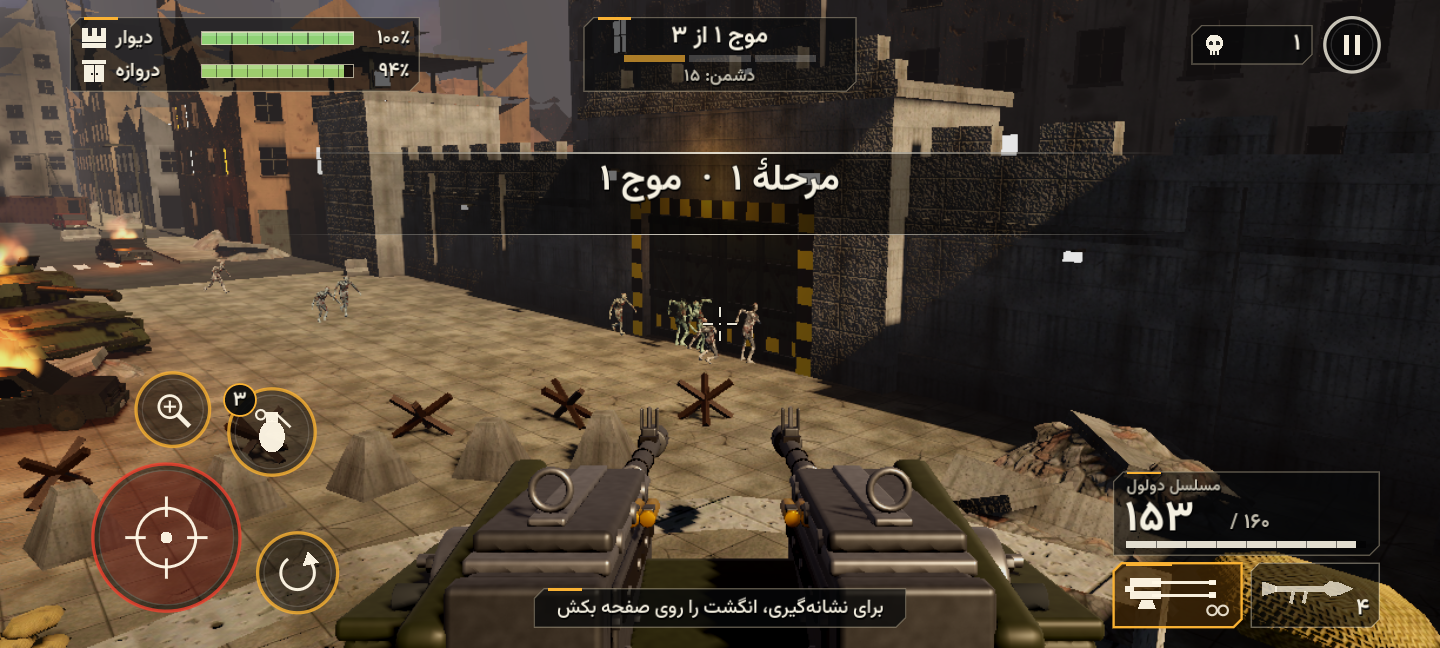 دیوار ۱۰۰٪
دروازه ۹۴٪
موج ۱ از ۳
دشمن: ۱۵
۱
مرحلهٔ ۱ · موج ۱
۳
مسلسل دولول
۱۵۳ / ۱۶۰
∞
۴
برای نشانه‌گیری، انگشت را روی صفحه بکش